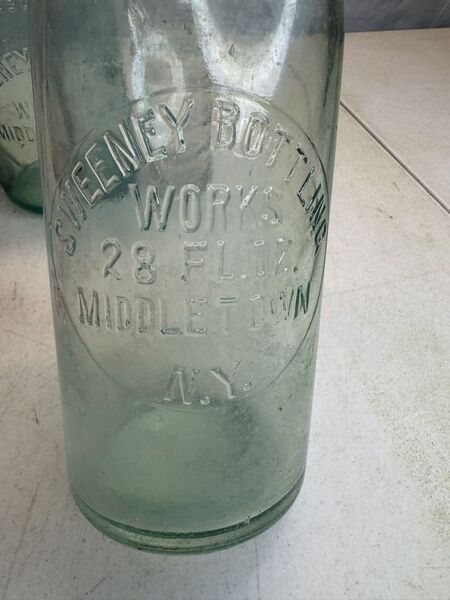 SWEENEY BOTTLING
WORKS
28 FL.OZ.
MIDDLETOWN
N.Y.